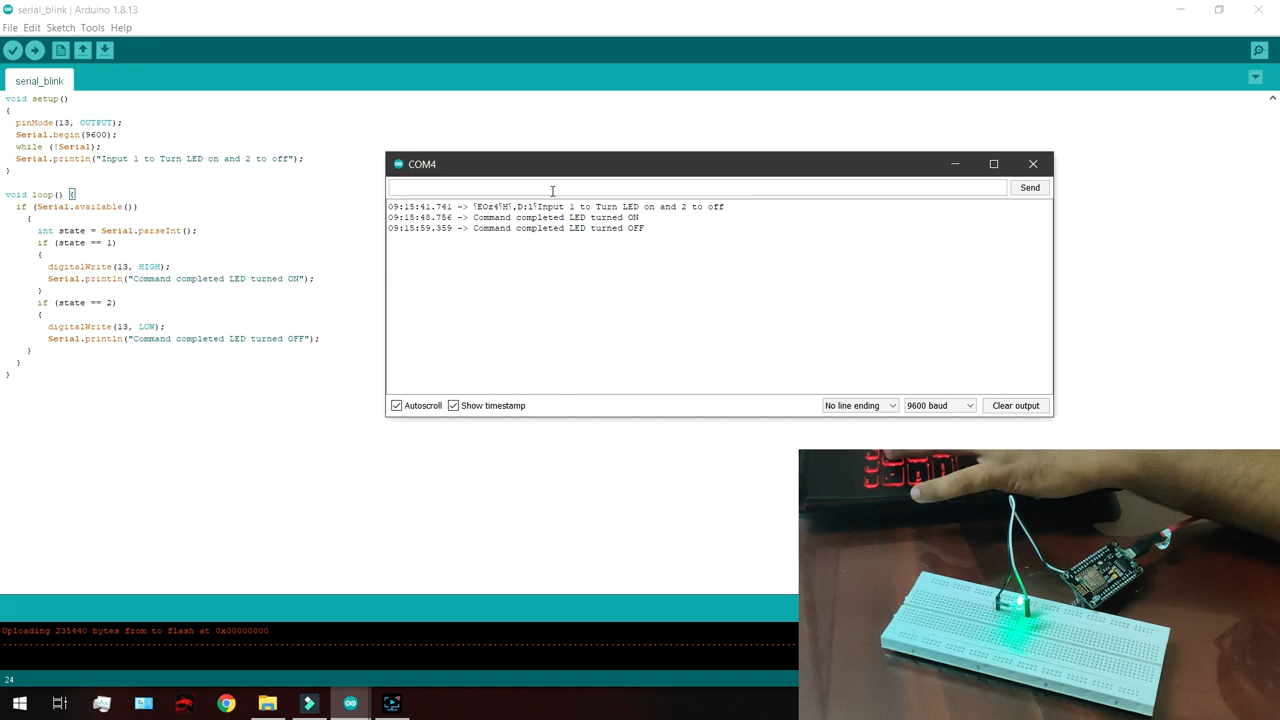 serial_blink | Arduino 1.8.13
File Edit Sketch Tools Help
serial_blink
void setup()
{
pinMode(13, OUTPUT);
Serial.begin(9600);
while (!Serial);
Serial.println("Input 1 to Turn LED on and 2 to off");
}
void loop() {
if (Serial.available())
{
int state = Serial.parseInt();
if (state == 1)
{
digitalWrite(13, HIGH);
Serial.println("Command completed LED turned ON");
}
if (state == 2)
{
digitalWrite(13, LOW);
Serial.println("Command completed LED turned OFF");
}
}
}
COM4
Send
09:15:41.741 -> ⸮EOz4⸮H⸮,D:1⸮Input 1 to Turn LED on and 2 to off
09:15:48.756 -> Command completed LED turned ON
09:15:59.359 -> Command completed LED turned OFF
Autoscroll Show timestamp No line ending 9600 baud Clear output
Uploading 235440 bytes from to flash at 0x00000000
................................................................................
24